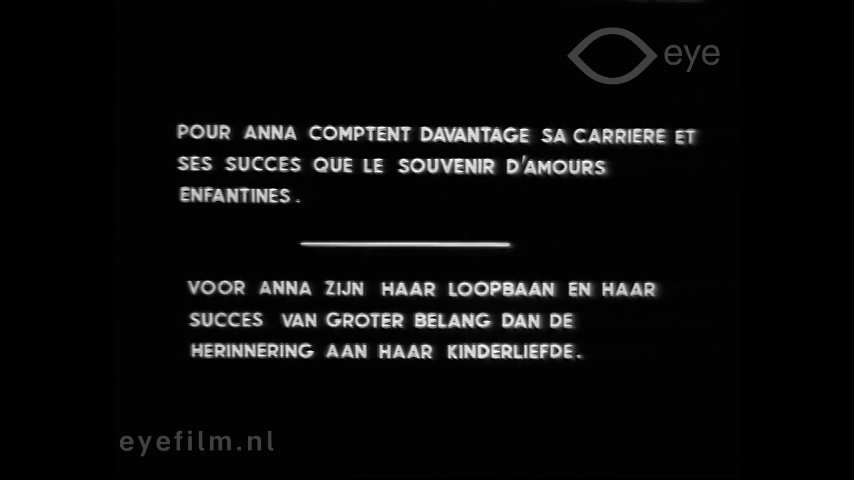 eye
POUR ANNA COMPTENT DAVANTAGE SA CARRIERE ET
SES SUCCES QUE LE SOUVENIR D'AMOURS
ENFANTINES.
VOOR ANNA ZIJN HAAR LOOPBAAN EN HAAR
SUCCES VAN GROTER BELANG DAN DE
HERINNERING AAN HAAR KINDERLIEFDE.
eyefilm.nl